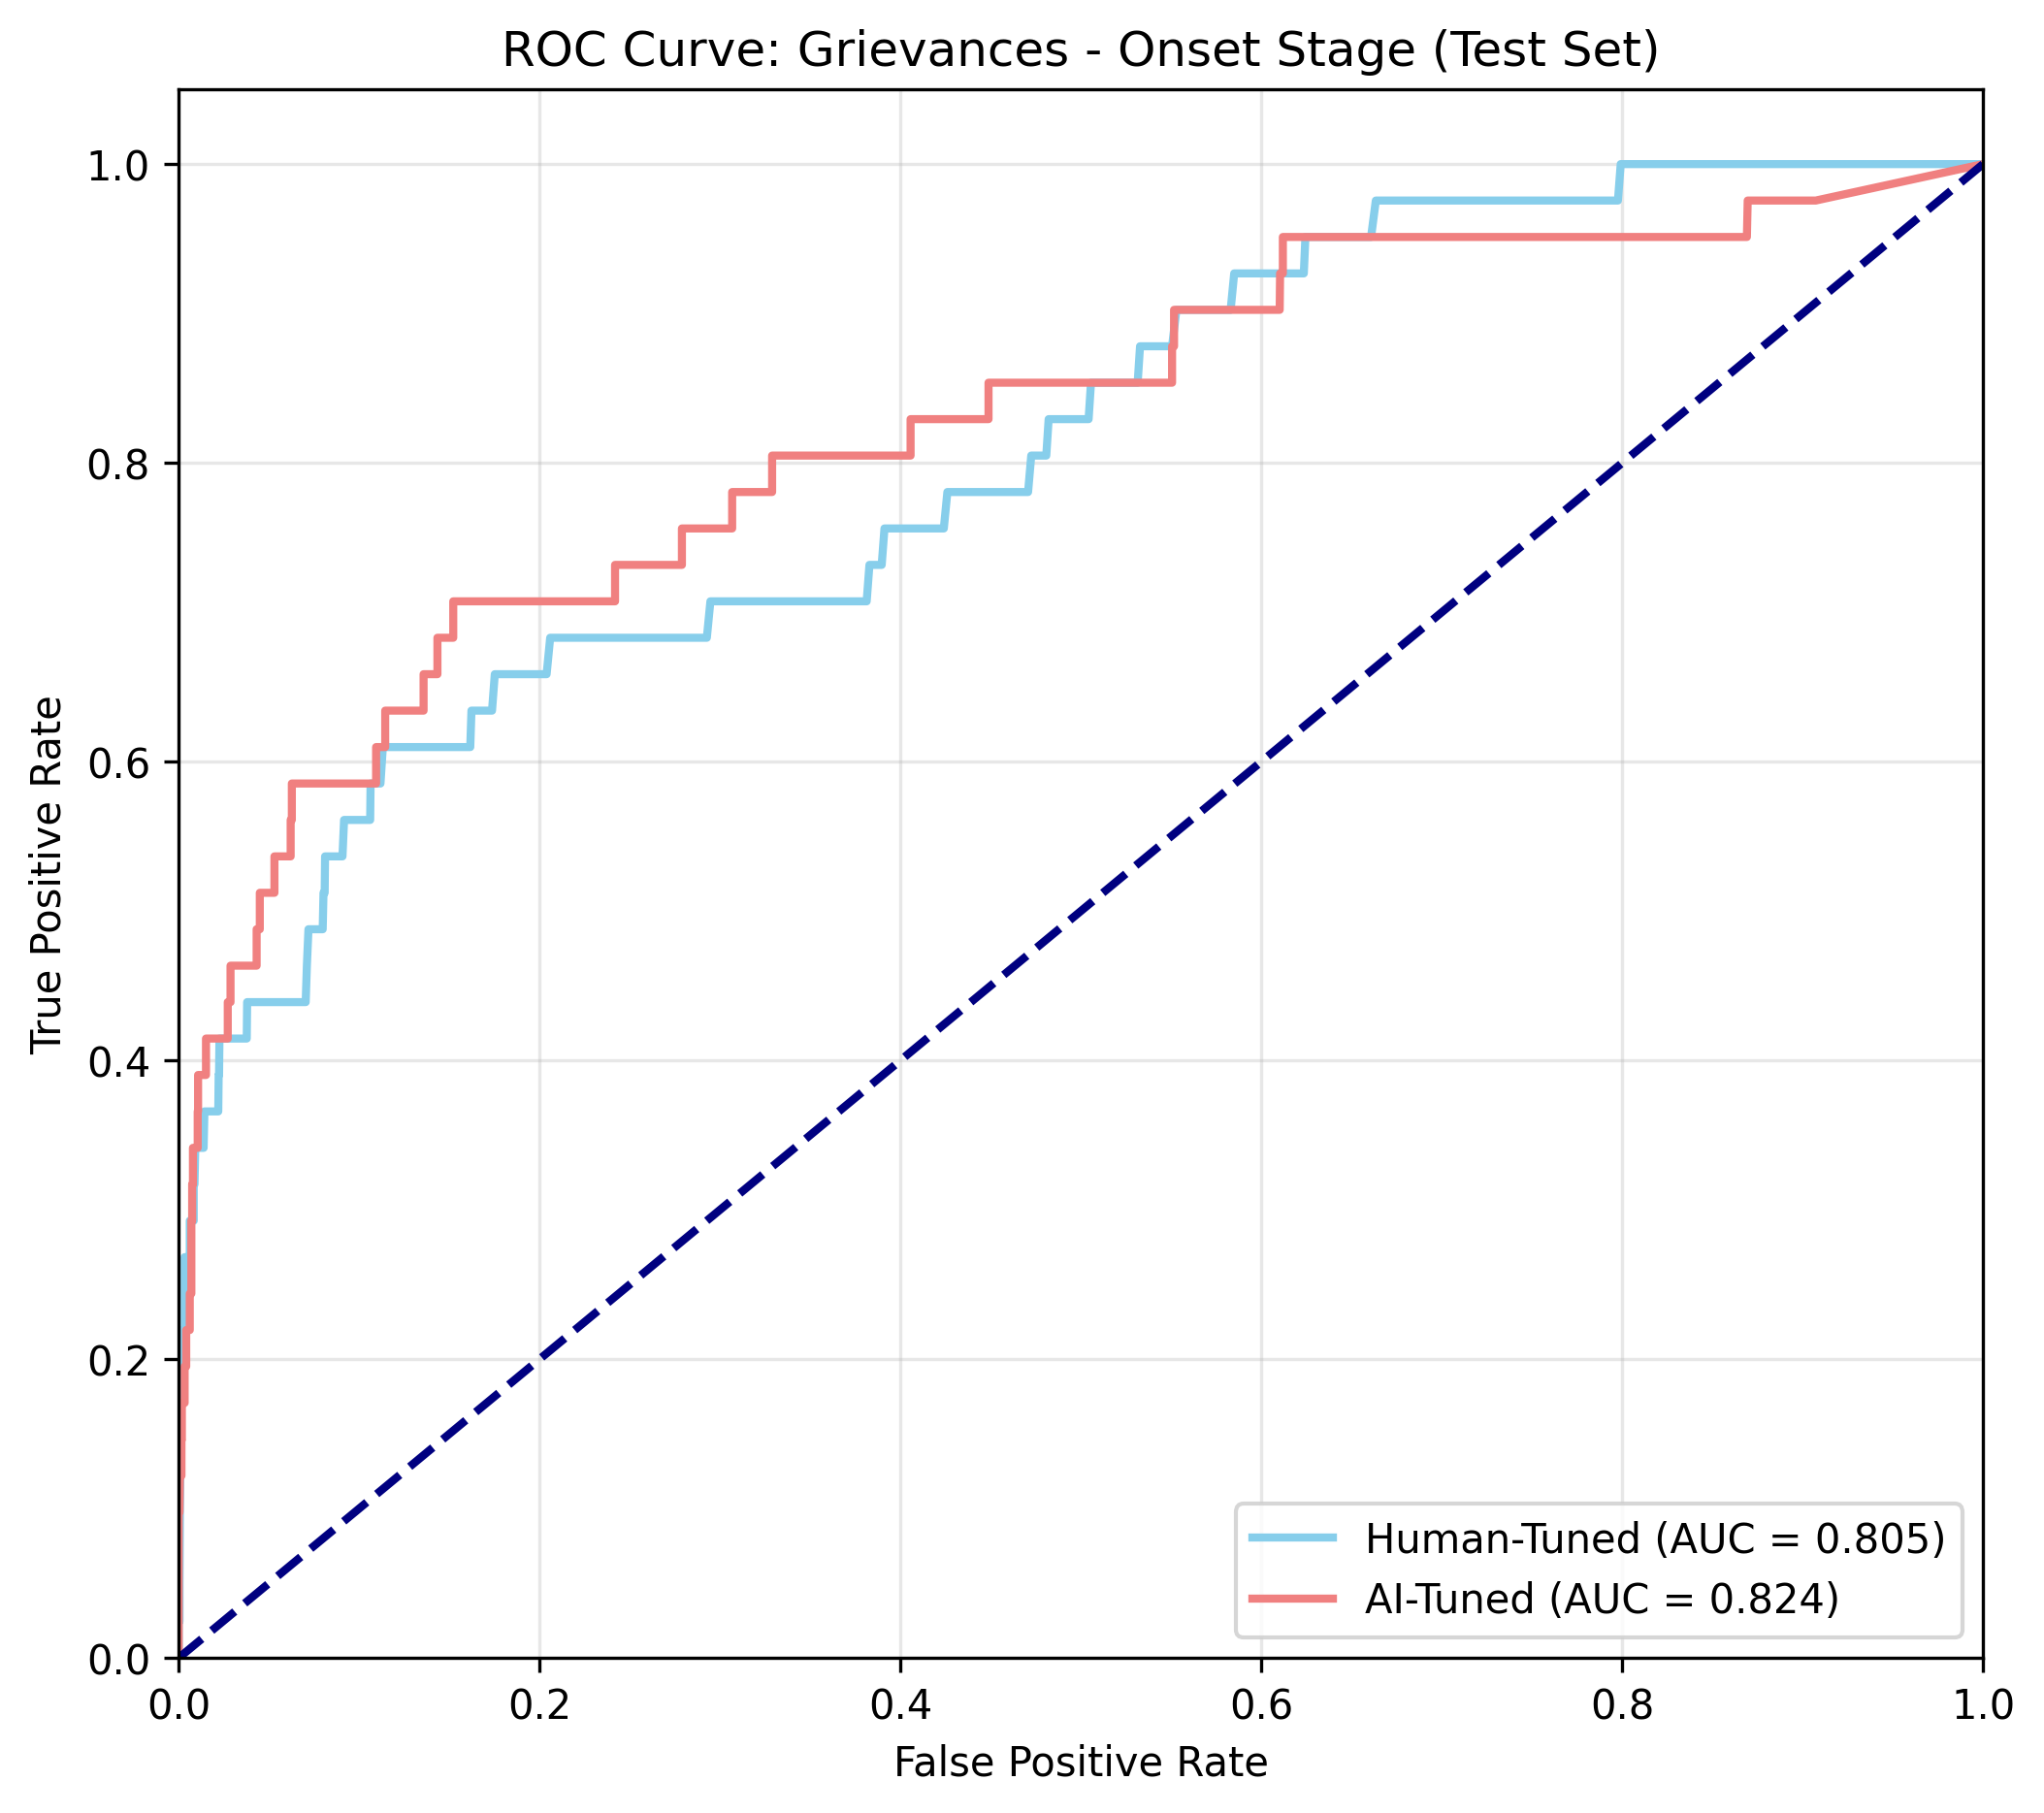 ROC Curve: Grievances - Onset Stage (Test Set)
True Positive Rate
1.0
0.8
0.6
0.4
0.2
0.0
0.0 0.2 0.4 0.6 0.8 1.0
False Positive Rate
Human-Tuned (AUC = 0.805)
AI-Tuned (AUC = 0.824)